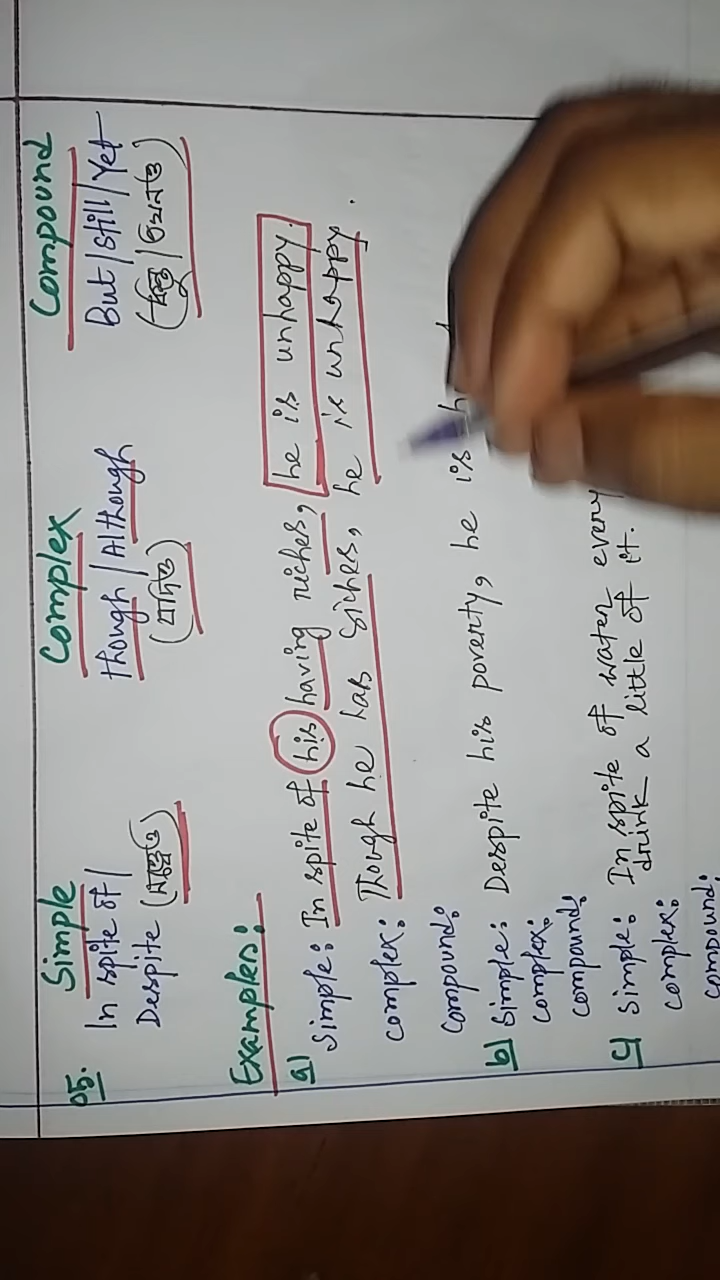 05. Simple Complex Compound
In spite of / though / Although But / still / Yet
Despite (সত্ত্বেও) (যদিও) (কিন্তু / তথাপিও)
Examples:
a) Simple: In spite of his having riches, he is unhappy.
complex: Though he has riches, he is unhappy.
compound:
b) Simple: Despite his poverty, he is
complex:
compound:
c) Simple: In spite of water, every
drink a little of it.
complex:
compound: